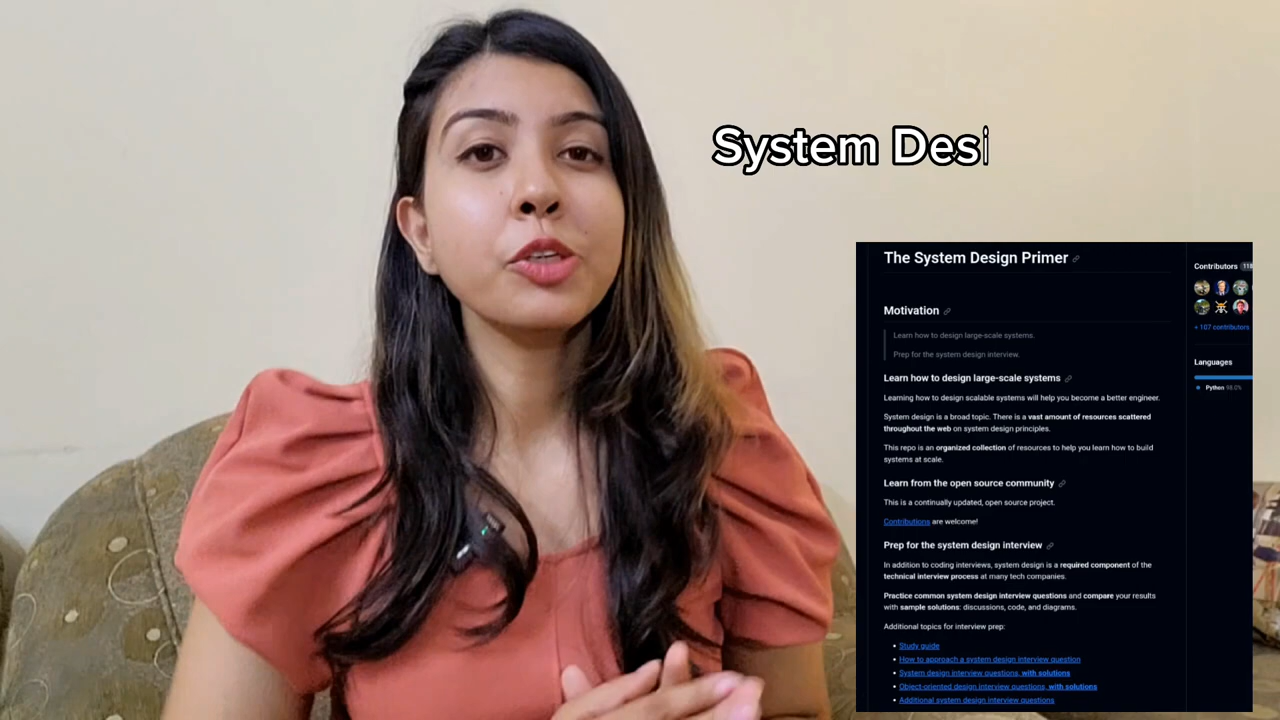 System Desi
The System Design Primer
Contributors 118
Motivation
Learn how to design large-scale systems.
Prep for the system design interview.
+ 107 contributors
Languages
Learn how to design large-scale systems
Python 98.0%
Learning how to design scalable systems will help you become a better engineer.
System design is a broad topic. There is a vast amount of resources scattered
throughout the web on system design principles.
This repo is an organized collection of resources to help you learn how to build
systems at scale.
Learn from the open source community
This is a continually updated, open source project.
Contributions are welcome!
Prep for the system design interview
In addition to coding interviews, system design is a required component of the
technical interview process at many tech companies.
Practice common system design interview questions and compare your results
with sample solutions: discussions, code, and diagrams.
Additional topics for interview prep:
• Study guide
• How to approach a system design interview question
• System design interview questions, with solutions
• Object-oriented design interview questions, with solutions
• Additional system design interview questions